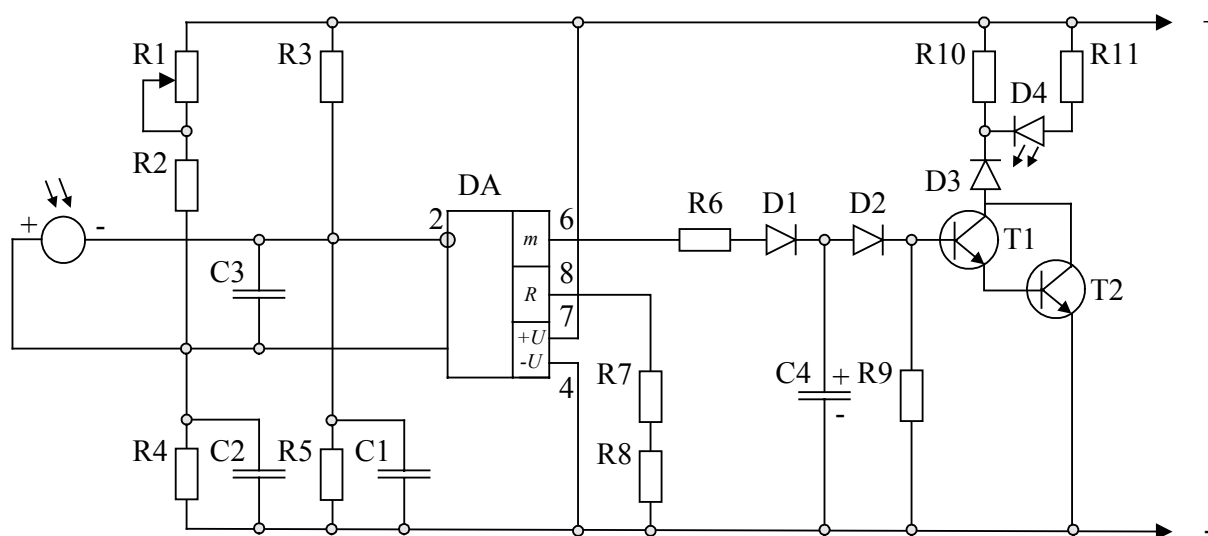 +
R1
R3
R10
R11
D4
R2
D3
DA
+
-
2
m
6
R6
D1
D2
T1
C3
8
R
7
+U
-U
4
T2
R7
C4
+
-
R9
R4
C2
R5
C1
R8
-